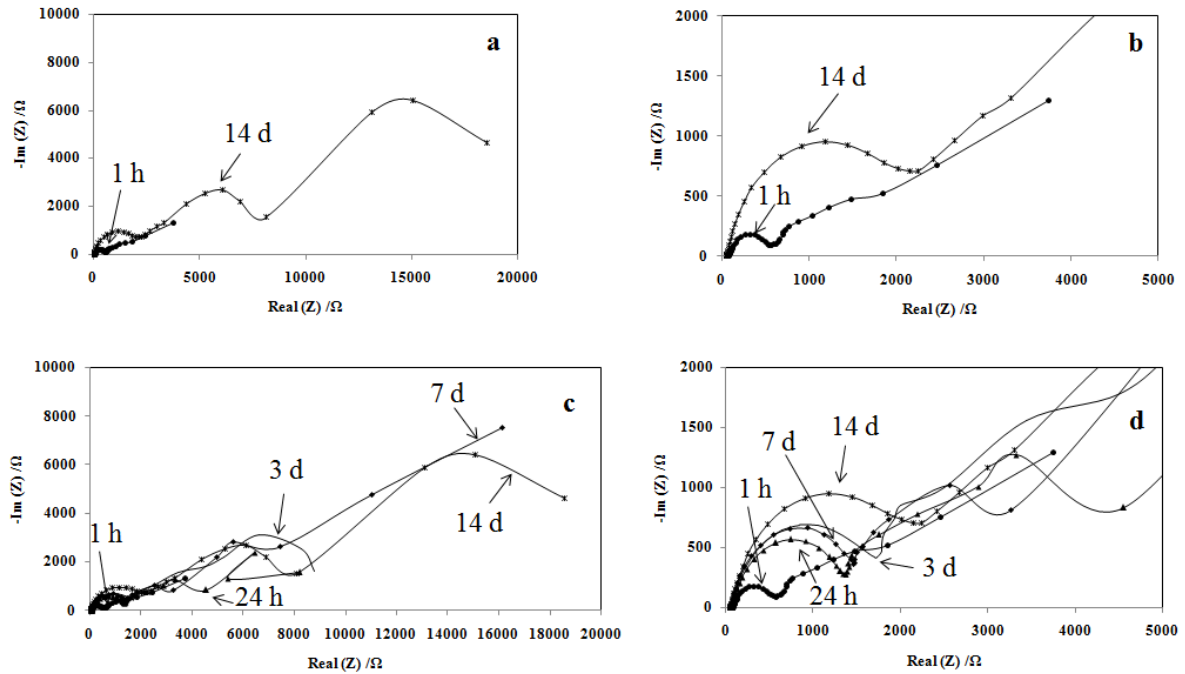 10000
8000
6000
4000
2000
0
-Im (Z) /Ω
a
14 d
1 h
0 5000 10000 15000 20000
Real (Z) /Ω
2000
1500
1000
500
0
-Im (Z) /Ω
b
14 d
1 h
0 1000 2000 3000 4000 5000
Real (Z) /Ω
10000
8000
6000
4000
2000
0
-Im (Z) /Ω
c
7 d
3 d
14 d
1 h
24 h
0 2000 4000 6000 8000 10000 12000 14000 16000 18000 20000
Real (Z) /Ω
2000
1500
1000
500
0
-Im (Z) /Ω
d
14 d
7 d
1 h
3 d
24 h
0 1000 2000 3000 4000 5000
Real (Z) /Ω